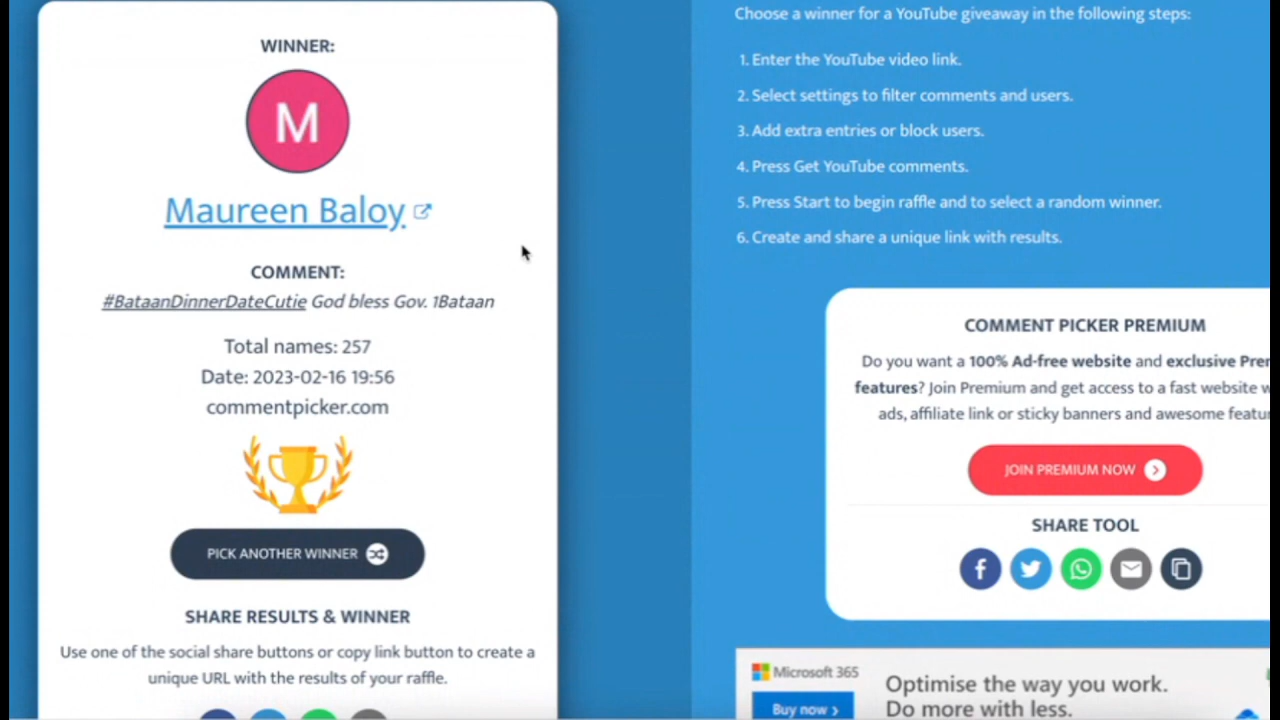 WINNER:
M
Maureen Baloy
COMMENT:
#BataanDinnerDateCutie God bless Gov. 1Bataan
Total names: 257
Date: 2023-02-16 19:56
commentpicker.com
PICK ANOTHER WINNER
SHARE RESULTS & WINNER
Use one of the social share buttons or copy link button to create a
unique URL with the results of your raffle.
Choose a winner for a YouTube giveaway in the following steps:
1. Enter the YouTube video link.
2. Select settings to filter comments and users.
3. Add extra entries or block users.
4. Press Get YouTube comments.
5. Press Start to begin raffle and to select a random winner.
6. Create and share a unique link with results.
COMMENT PICKER PREMIUM
Do you want a 100% Ad-free website and exclusive
features? Join Premium and get access to a fast website
ads, affiliate link or sticky banners and awesome
JOIN PREMIUM NOW
SHARE TOOL
Microsoft 365
Buy now
Optimise the way you work.
Do more with less.